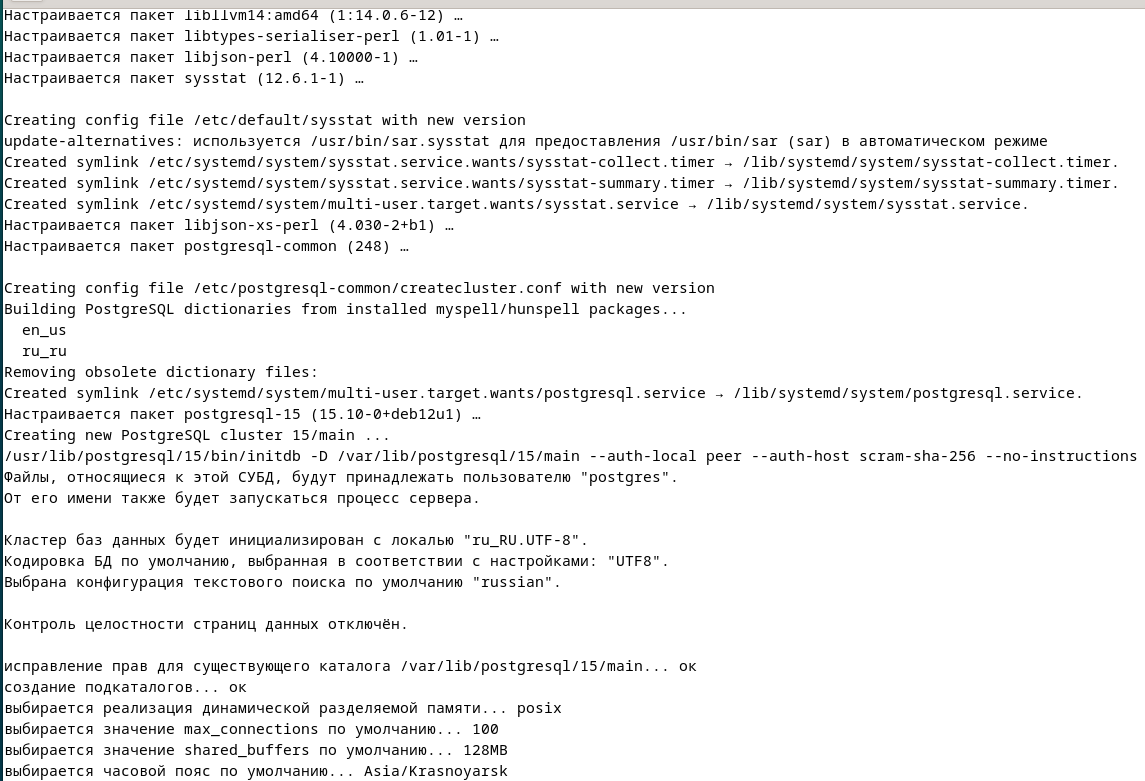 Настраивается пакет libllvm14:amd64 (1:14.0.6-12) …
Настраивается пакет libtypes-serialiser-perl (1.01-1) …
Настраивается пакет libjson-perl (4.10000-1) …
Настраивается пакет sysstat (12.6.1-1) …

Creating config file /etc/default/sysstat with new version
update-alternatives: используется /usr/bin/sar.sysstat для предоставления /usr/bin/sar (sar) в автоматическом режиме
Created symlink /etc/systemd/system/sysstat.service.wants/sysstat-collect.timer → /lib/systemd/system/sysstat-collect.timer.
Created symlink /etc/systemd/system/sysstat.service.wants/sysstat-summary.timer → /lib/systemd/system/sysstat-summary.timer.
Created symlink /etc/systemd/system/multi-user.target.wants/sysstat.service → /lib/systemd/system/sysstat.service.
Настраивается пакет libjson-xs-perl (4.030-2+b1) …
Настраивается пакет postgresql-common (248) …

Creating config file /etc/postgresql-common/createcluster.conf with new version
Building PostgreSQL dictionaries from installed myspell/hunspell packages...
  en_us
  ru_ru
Removing obsolete dictionary files:
Created symlink /etc/systemd/system/multi-user.target.wants/postgresql.service → /lib/systemd/system/postgresql.service.
Настраивается пакет postgresql-15 (15.10-0+deb12u1) …
Creating new PostgreSQL cluster 15/main ...
/usr/lib/postgresql/15/bin/initdb -D /var/lib/postgresql/15/main --auth-local peer --auth-host scram-sha-256 --no-instructions
Файлы, относящиеся к этой СУБД, будут принадлежать пользователю "postgres".
От его имени также будет запускаться процесс сервера.

Кластер баз данных будет инициализирован с локалью "ru_RU.UTF-8".
Кодировка БД по умолчанию, выбранная в соответствии с настройками: "UTF8".
Выбрана конфигурация текстового поиска по умолчанию "russian".

Контроль целостности страниц данных отключён.

исправление прав для существующего каталога /var/lib/postgresql/15/main... ок
создание подкаталогов... ок
выбирается реализация динамической разделяемой памяти... posix
выбирается значение max_connections по умолчанию... 100
выбирается значение shared_buffers по умолчанию... 128MB
выбирается часовой пояс по умолчанию... Asia/Krasnoyarsk